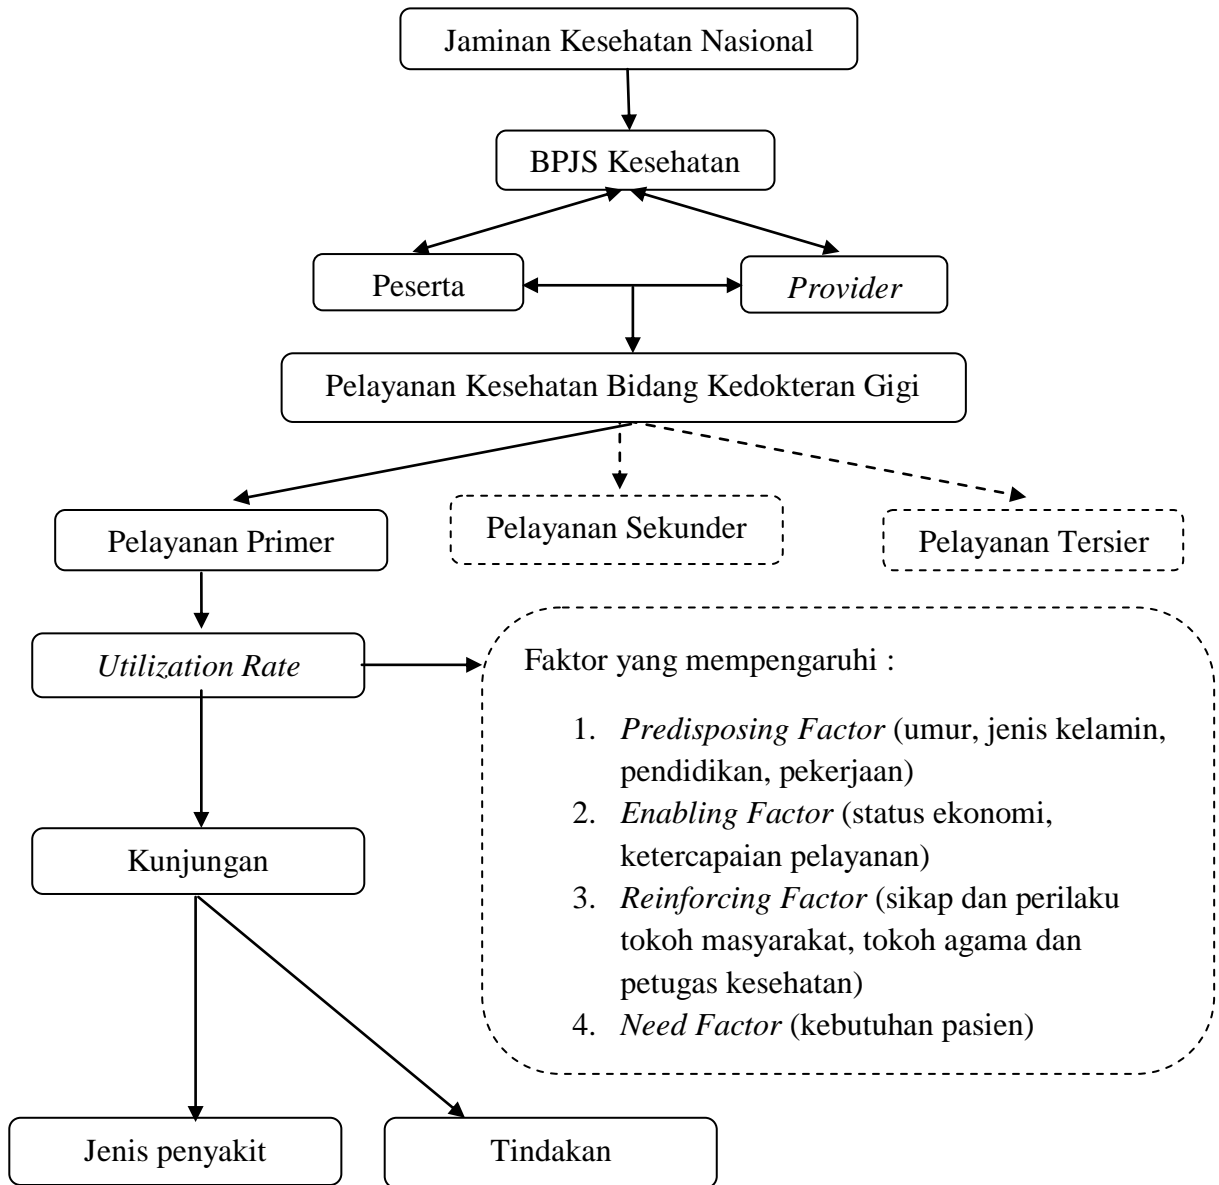 Jaminan Kesehatan Nasional
BPJS Kesehatan
Peserta
Provider
Pelayanan Kesehatan Bidang Kedokteran Gigi
Pelayanan Primer
Pelayanan Sekunder
Pelayanan Tersier
Utilization Rate
Faktor yang mempengaruhi :
1. Predisposing Factor (umur, jenis kelamin,
pendidikan, pekerjaan)
2. Enabling Factor (status ekonomi,
ketercapaian pelayanan)
3. Reinforcing Factor (sikap dan perilaku
tokoh masyarakat, tokoh agama dan
petugas kesehatan)
4. Need Factor (kebutuhan pasien)
Kunjungan
Jenis penyakit
Tindakan